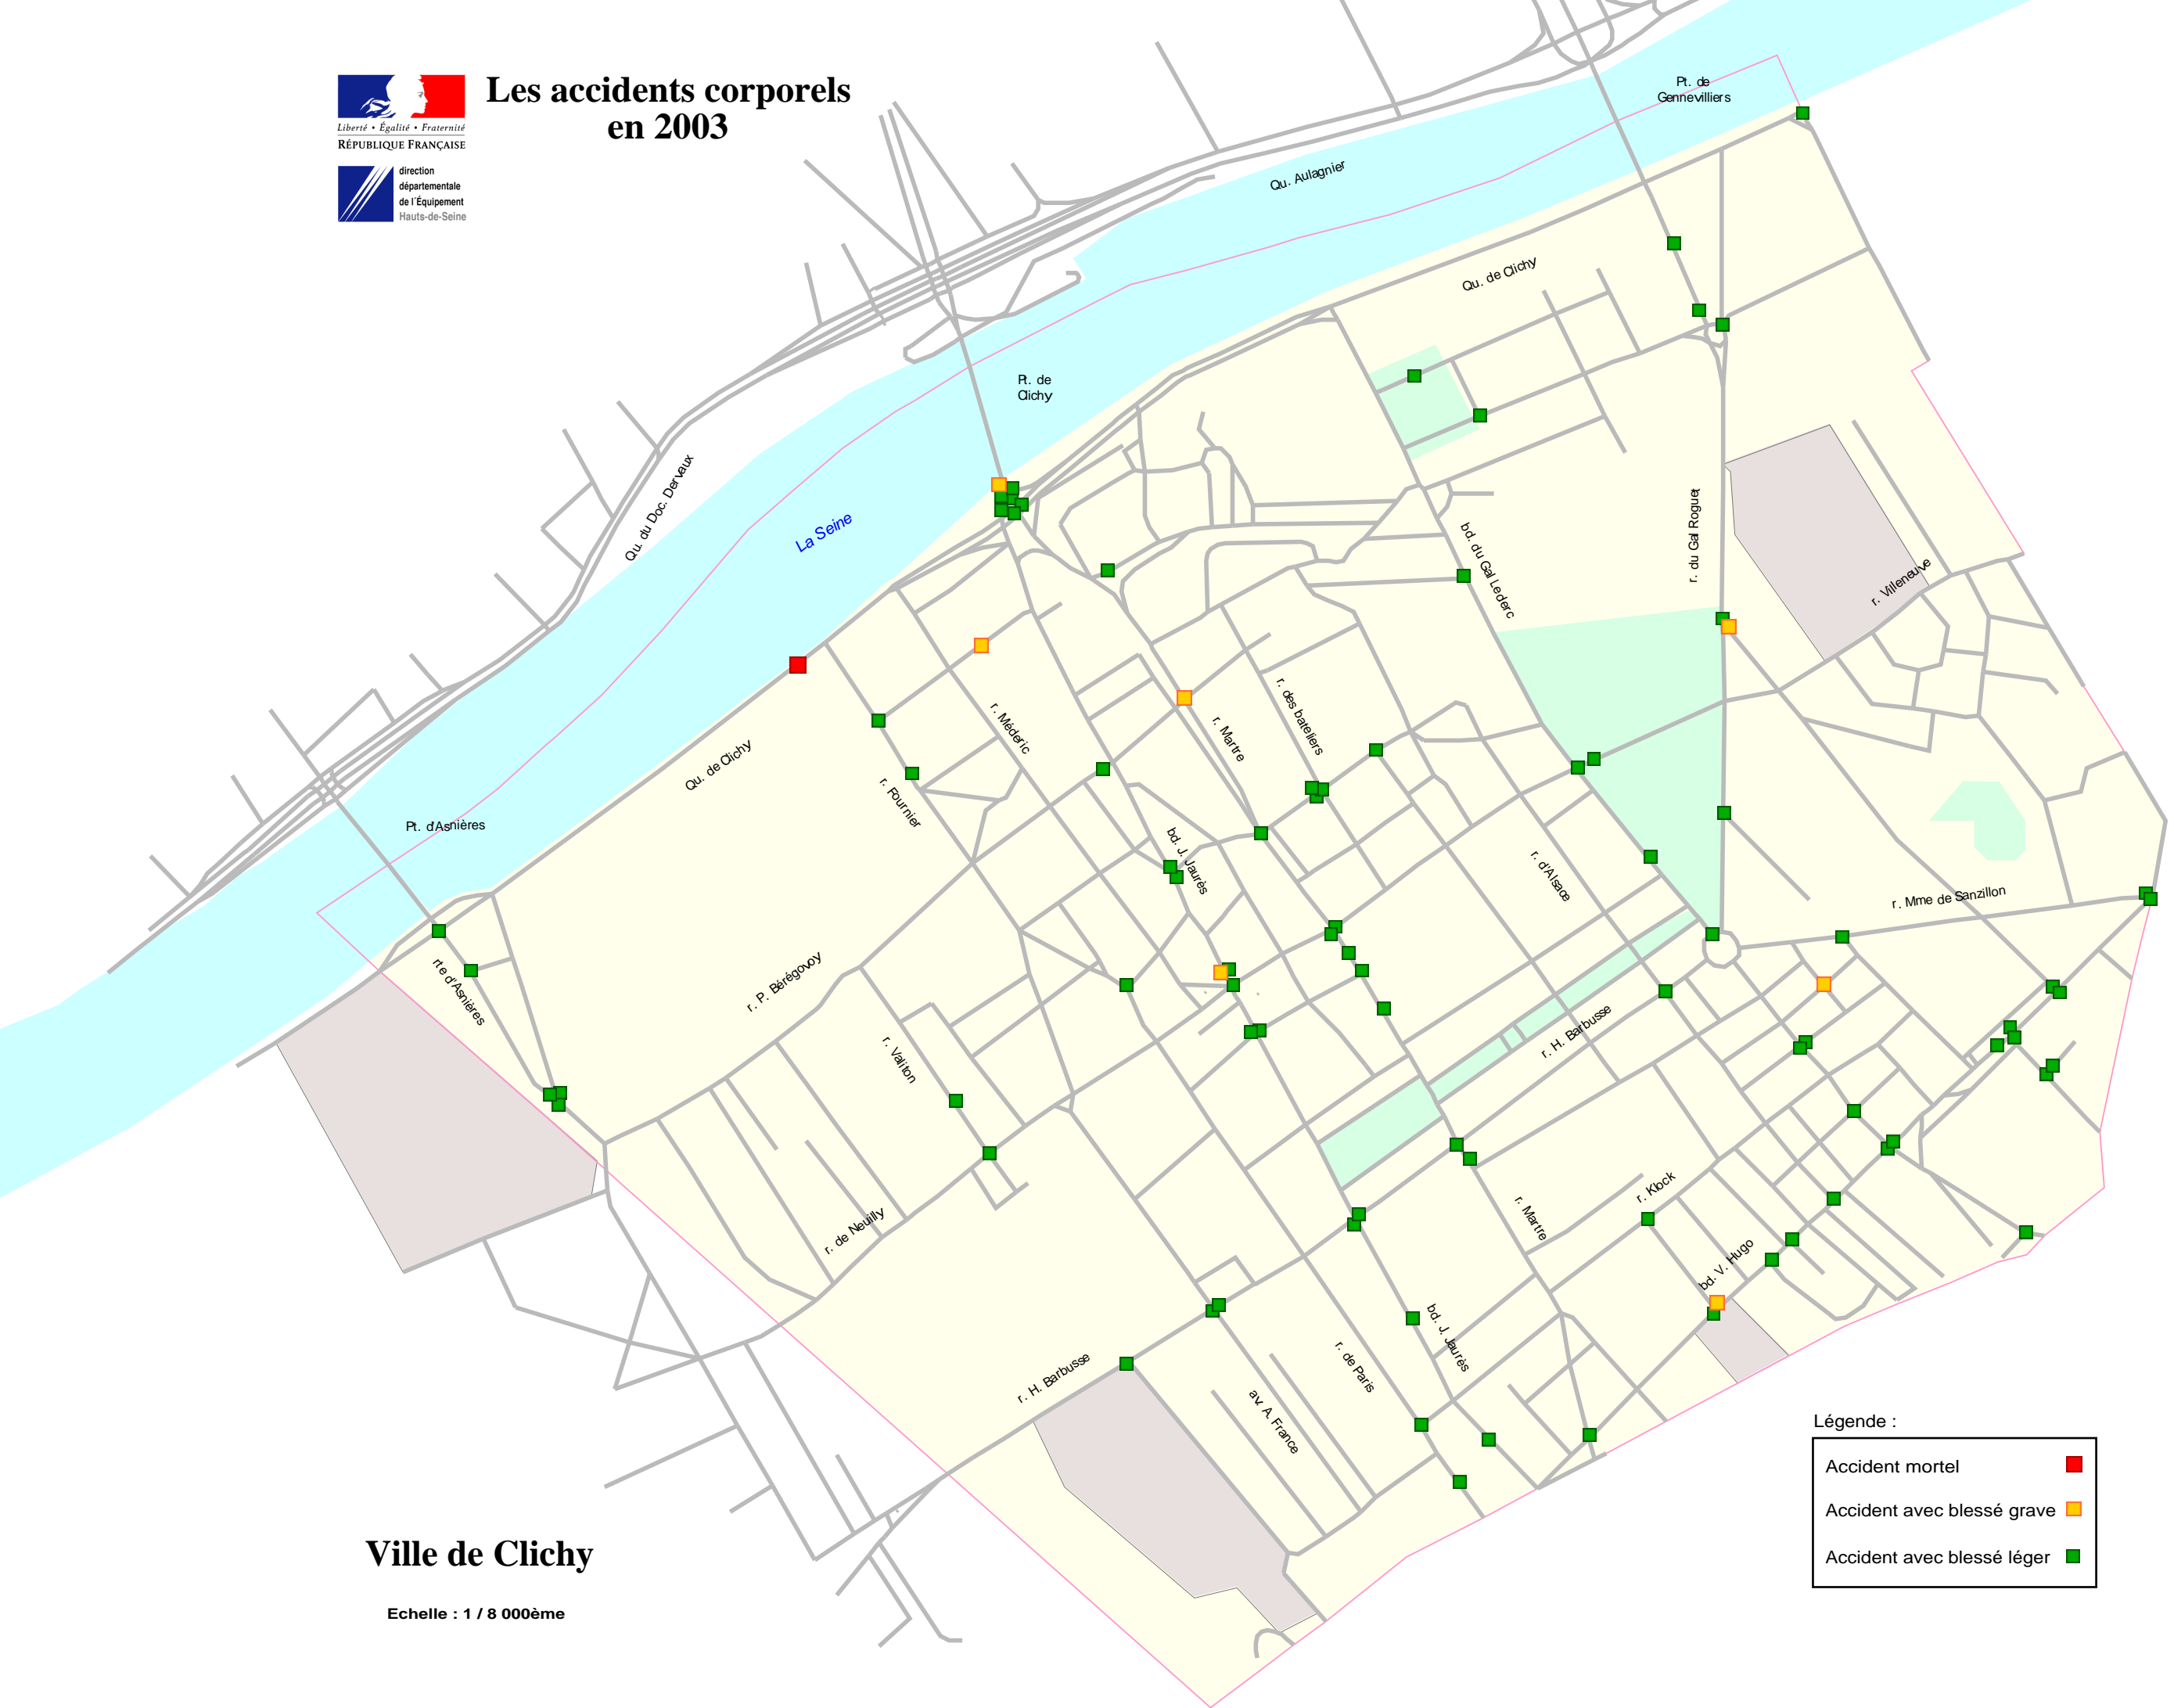 Les accidents corporels
en 2003
Liberté • Égalité • Fraternité
RÉPUBLIQUE FRANÇAISE
direction
départementale
de l'Équipement
Hauts-de-Seine
Pt. de
Gennevilliers
Qu. Aulagnier
Qu. de Clichy
Pt. de
Clichy
Qu. du Doc. Dervaux
La Seine
bd. du Gal Lederc
r. du Gal Roguet
r. Villeneuve
r. Méderic
r. Martre
r. des bateliers
Qu. de Clichy
r. Fournier
Pt. d'Asnières
bd. J. Jaurès
r. d'Alsace
r. Mme de Sanzillon
rte d'Asnières
r. P. Bérégovoy
r. Valiton
r. H. Barbusse
r. de Neuilly
r. Martre
r. Klock
bd. V. Hugo
r. H. Barbusse
av. A. France
r. de Paris
bd. J. Jaurès
Légende :
Accident mortel
Accident avec blessé grave
Accident avec blessé léger
Ville de Clichy
Echelle : 1 / 8 000ème